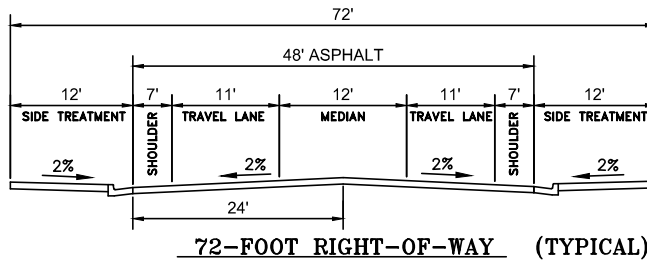 72'
48' ASPHALT
12' 7' 11' 12' 11' 7' 12'
SIDE TREATMENT SHOULDER TRAVEL LANE MEDIAN TRAVEL LANE SHOULDER SIDE TREATMENT
2% 2% 2% 2%
24'
72-FOOT RIGHT-OF-WAY (TYPICAL)